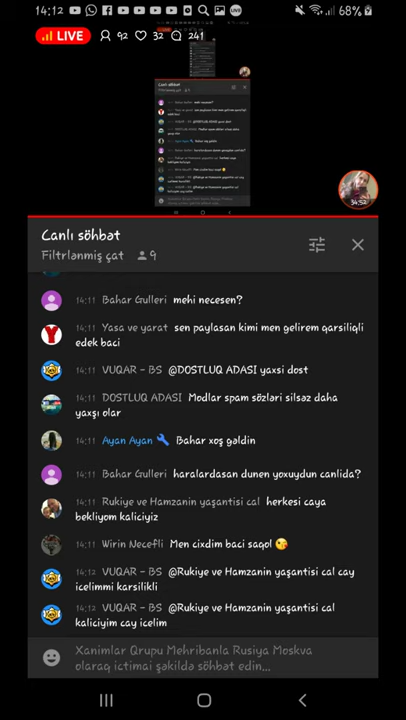 14:12
68%
LIVE 92 32 241
34:52
Canlı söhbət
Filtrlənmiş çat 9
14:11 Bahar Gulleri mehi necesen?
14:11 Yasa ve yarat sen paylasan kimi men gelirem qarsiliqli
edek baci
14:11 VUQAR - BS @DOSTLUQ ADASI yaxsi dost
14:11 DOSTLUQ ADASI Modlar spam sözləri silsəz daha
yaxşı olar
14:11 Ayan Ayan Bahar xoş gəldin
14:11 Bahar Gulleri haralardasan dunen yoxuydun canlida?
14:11 Rukiye ve Hamzanin yaşantisi cal herkesi caya
bekliyom kaliciyiz
14:11 Wirin Necefli Men cixdim baci saqol
14:12 VUQAR - BS @Rukiye ve Hamzanin yaşantisi cal cay
icelimmi karsilikli
14:12 VUQAR - BS @Rukiye ve Hamzanin yaşantisi cal
kaliciyim cay icelim
Xanimlar Qrupu Mehribanla Rusiya Moskva
olaraq ictimai şəkildə söhbət edin...